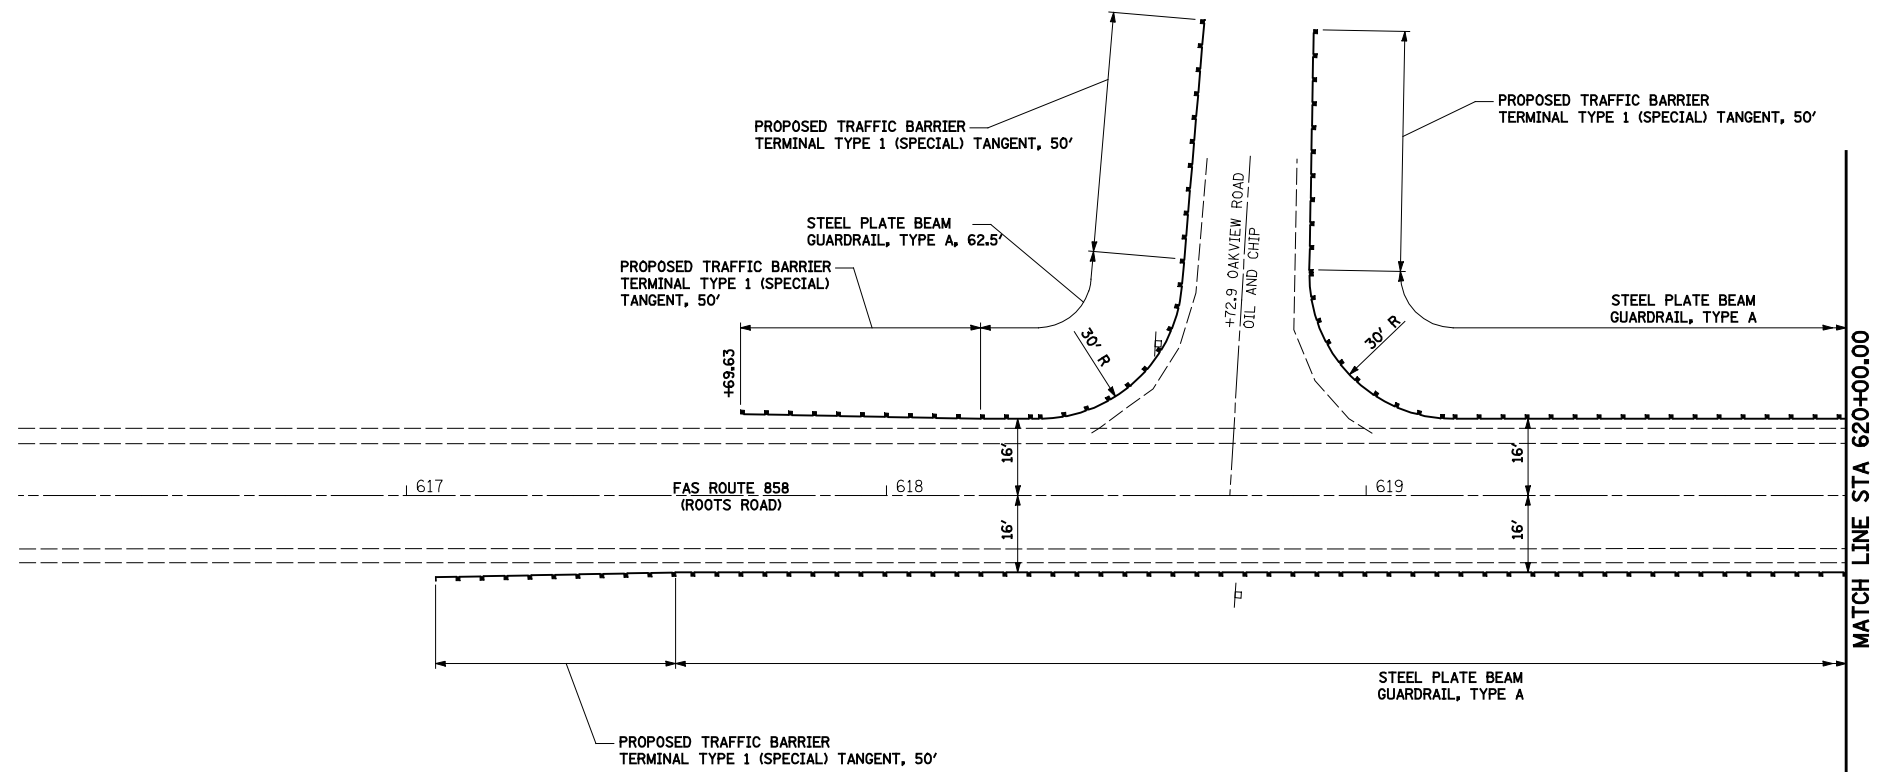 PROPOSED TRAFFIC BARRIER
TERMINAL TYPE 1 (SPECIAL) TANGENT, 50'
PROPOSED TRAFFIC BARRIER
TERMINAL TYPE 1 (SPECIAL) TANGENT, 50'
STEEL PLATE BEAM
GUARDRAIL, TYPE A, 62.5'
PROPOSED TRAFFIC BARRIER
TERMINAL TYPE 1 (SPECIAL)
TANGENT, 50'
+69.63
30' R
+72.9 OAKVIEW ROAD
OIL AND CHIP
30' R
STEEL PLATE BEAM
GUARDRAIL, TYPE A
16'
16'
617
FAS ROUTE 858
(ROOTS ROAD)
618
619
16'
16'
MATCH LINE STA 620+00.00
STEEL PLATE BEAM
GUARDRAIL, TYPE A
PROPOSED TRAFFIC BARRIER
TERMINAL TYPE 1 (SPECIAL) TANGENT, 50'